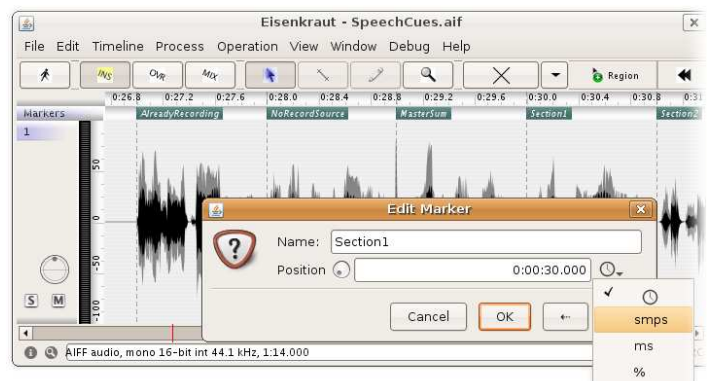 Eisenkraut - SpeechCues.aif
File Edit Timeline Process Operation View Window Debug Help
INS OVR MIX Region
0:26.8 0:27.2 0:27.6 0:28.0 0:28.4 0:28.8 0:29.2 0:29.6 0:30.0 0:30.4 0:30.8
Markers AlreadyRecording NoRecordSource MasterSum Section1
1
50
0
-50
-100
Edit Marker
Name: Section1
Position 0:00:30.000
Cancel OK
smps
ms
%
S M
AIFF audio, mono 16-bit int 44.1 kHz, 1:14.000